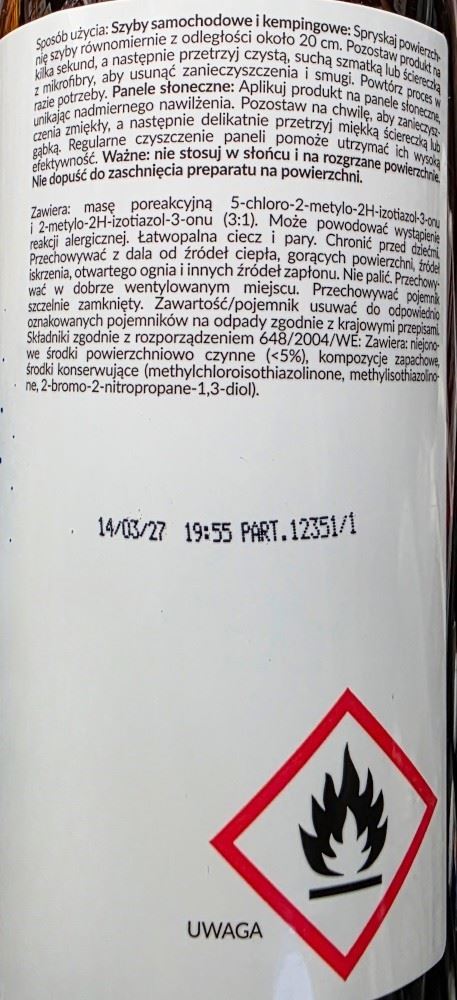 Sposób użycia: Szyby samochodowe i kempingowe: Spryskaj powierzch-
nię szyby równomiernie z odległości około 20 cm. Pozostaw produkt na
kilka sekund, a następnie przetrzyj czystą, suchą szmatką lub ściereczką
z mikrofibry, aby usunąć zanieczyszczenia i smugi. Powtórz proces w
razie potrzeby. Panele słoneczne: Aplikuj produkt na panele słoneczne,
unikając nadmiernego nawilżenia. Pozostaw na chwilę, aby zanieczysz-
czenia zmiękły, a następnie delikatnie przetrzyj miękką ściereczką lub
gąbką. Regularne czyszczenie paneli pomoże utrzymać ich wysoką
efektywność. Ważne: nie stosuj w słońcu i na rozgrzane powierzchnie.
Nie dopuść do zaschnięcia preparatu na powierzchni.
Zawiera: masę poreakcyjną 5-chloro-2-metylo-2H-izotiazol-3-onu
i 2-metylo-2H-izotiazol-3-onu (3:1). Może powodować wystąpienie
reakcji alergicznej. Łatwopalna ciecz i pary. Chronić przed dziećmi.
Przechowywać z dala od źródeł ciepła, gorących powierzchni, źródeł
iskrzenia, otwartego ognia i innych źródeł zapłonu. Nie palić. Przechowy-
wać w dobrze wentylowanym miejscu. Przechowywać pojemnik
szczelnie zamknięty. Zawartość/pojemnik usuwać do odpowiednio
oznakowanych pojemników na odpady zgodnie z krajowymi przepisami.
Składniki zgodnie z rozporządzeniem 648/2004/WE: Zawiera: niejono-
we środki powierzchniowo czynne (<5%), kompozycje zapachowe,
środki konserwujące (methylchloroisothiazolinone, methylisothiazolino-
ne, 2-bromo-2-nitropropane-1,3-diol).
14/03/27 19:55 PART.12351/1
UWAGA